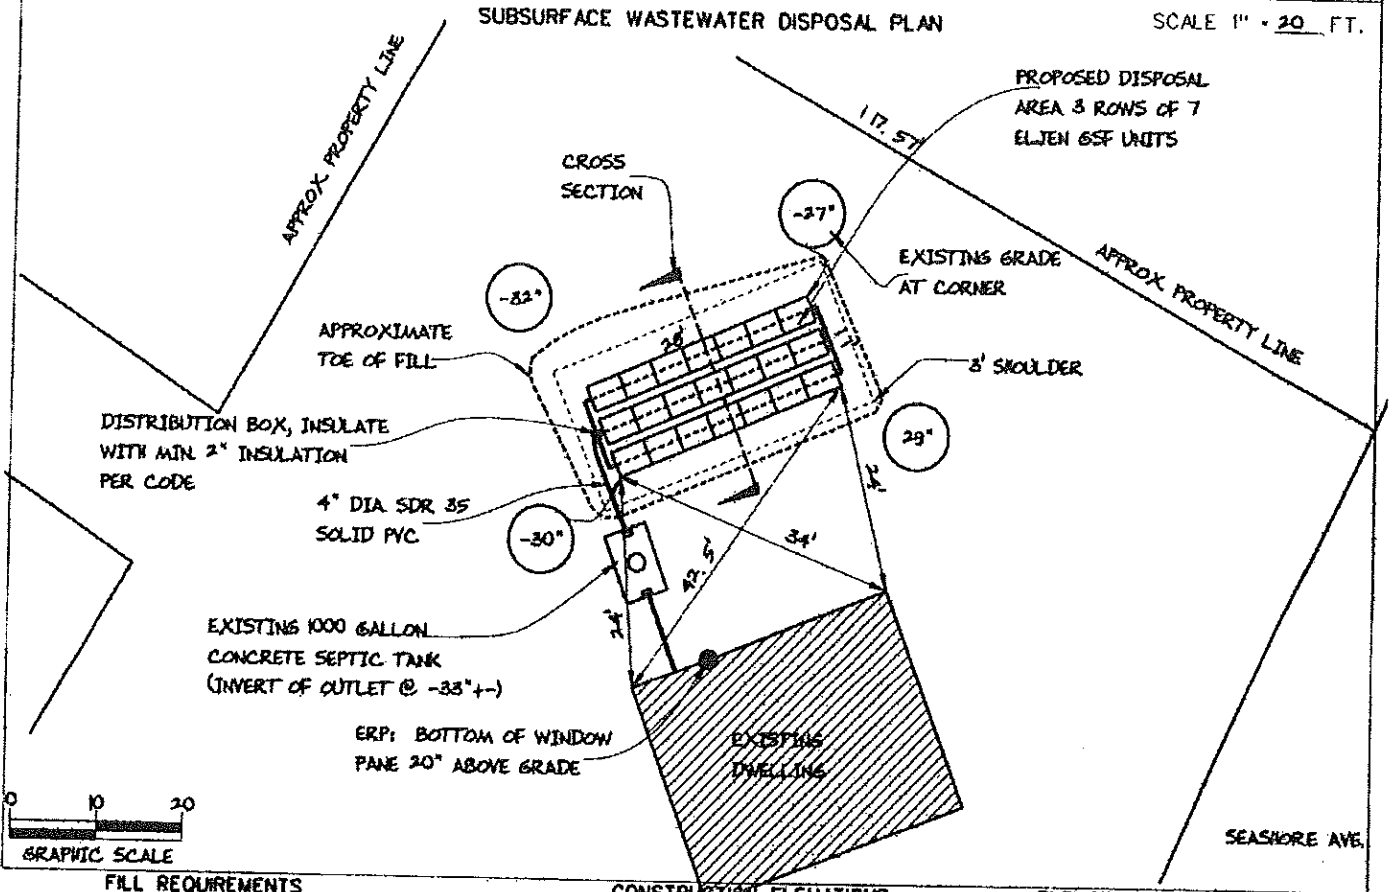 SUBSURFACE WASTEWATER DISPOSAL PLAN
SCALE 1" = 20 FT.
APPROX. PROPERTY LINE
PROPOSED DISPOSAL
AREA 3 ROWS OF 7
ELJEN GSF UNITS
117.57'
CROSS
SECTION
-27"
EXISTING GRADE
AT CORNER
APPROX. PROPERTY LINE
-32"
APPROXIMATE
TOE OF FILL
28'
11'
3' SHOULDER
DISTRIBUTION BOX, INSULATE
WITH MIN. 2" INSULATION
PER CODE
29"
4" DIA. SDR 35
SOLID PVC
-30"
24'
34'
42.5'
24'
EXISTING 1000 GALLON
CONCRETE SEPTIC TANK
(INVERT OF OUTLET @ -33"+-)
ERP: BOTTOM OF WINDOW
PANE 20" ABOVE GRADE
EXISTING
DWELLING
0 10 20
GRAPHIC SCALE
SEASHORE AVE.
FILL REQUIREMENTS
CONSTRUCTION ELEVATIONS